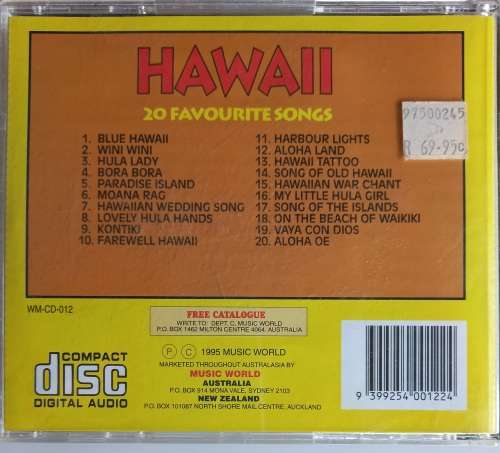 HAWAII
20 FAVOURITE SONGS
97500245
R 69-95c
1. BLUE HAWAII
2. WINI WINI
3. HULA LADY
4. BORA BORA
5. PARADISE ISLAND
6. MOANA RAG
7. HAWAIIAN WEDDING SONG
8. LOVELY HULA HANDS
9. KONTIKI
10. FAREWELL HAWAII
11. HARBOUR LIGHTS
12. ALOHA LAND
13. HAWAII TATTOO
14. SONG OF OLD HAWAII
15. HAWAIIAN WAR CHANT
16. MY LITTLE HULA GIRL
17. SONG OF THE ISLANDS
18. ON THE BEACH OF WAIKIKI
19. VAYA CON DIOS
20. ALOHA OE
WM-CD-012
FREE CATALOGUE
WRITE TO: DEPT. C, MUSIC WORLD
P.O. BOX 1462 MILTON CENTRE 4064. AUSTRALIA
P C 1995 MUSIC WORLD
MARKETED THROUGHOUT AUSTRALASIA BY
MUSIC WORLD
AUSTRALIA
P.O. BOX 914 MONA VALE, SYDNEY 2103
NEW ZEALAND
P.O. BOX 101087 NORTH SHORE MAIL CENTRE, AUCKLAND
COMPACT
disc
DIGITAL AUDIO
9 399254 001224